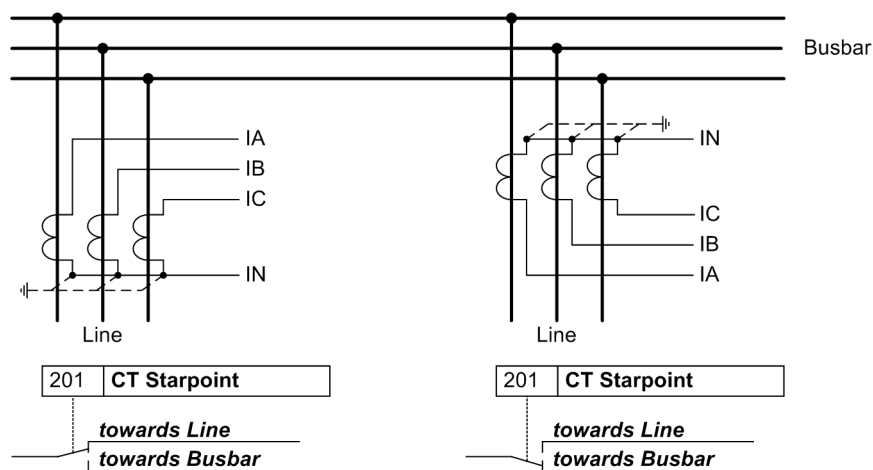 Busbar
IA
IB
IC
IN
Line
IN
IC
IB
IA
Line
201 CT Starpoint
towards Line
towards Busbar
201 CT Starpoint
towards Line
towards Busbar